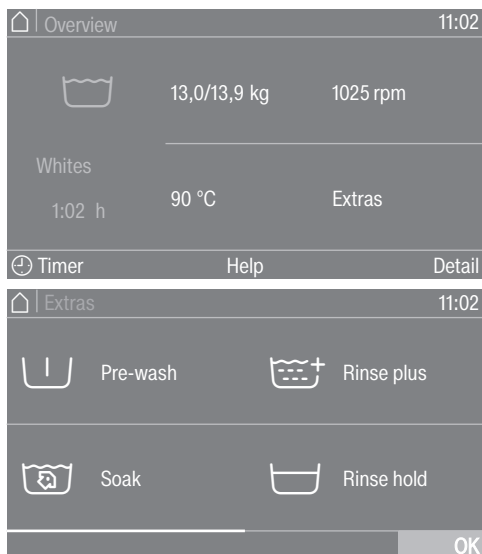 Overview 11:02
13,0/13,9 kg 1025 rpm
Whites
1:02 h
90 °C Extras
Timer Help Detail
Extras 11:02
Pre-wash Rinse plus
Soak Rinse hold
OK